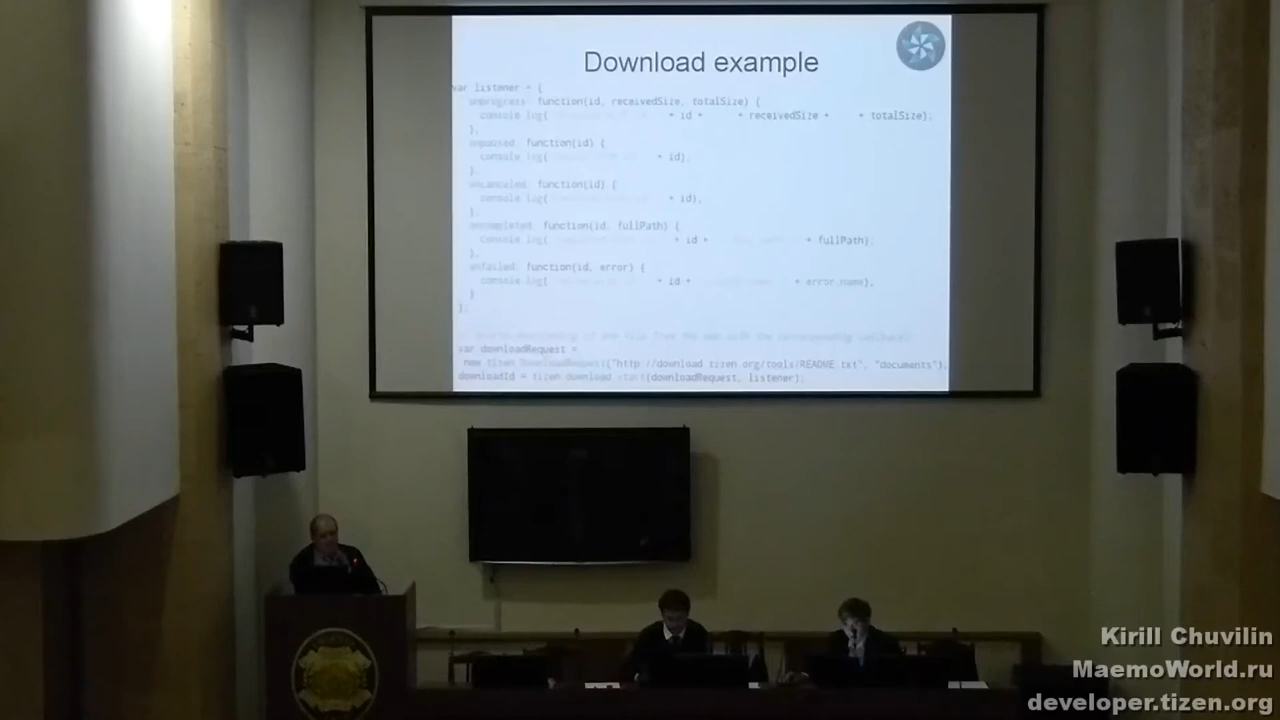 Download example
var listener = {
onprogress: function(id, receivedSize, totalSize) {
console.log( + id + + receivedSize + + totalSize);
},
onpaused: function(id) {
console.log( + id);
},
oncanceled: function(id) {
console.log( + id);
},
oncompleted: function(id, fullPath) {
console.log( + id + + fullPath);
},
onfailed: function(id, error) {
console.log( + id + + error.name);
}
};
var downloadRequest =
new tizen.DownloadRequest("http://download.tizen.org/tools/README.txt", "documents");
downloadId = tizen.download.start(downloadRequest, listener);
Kirill Chuvilin
MaemoWorld.ru
developer.tizen.org